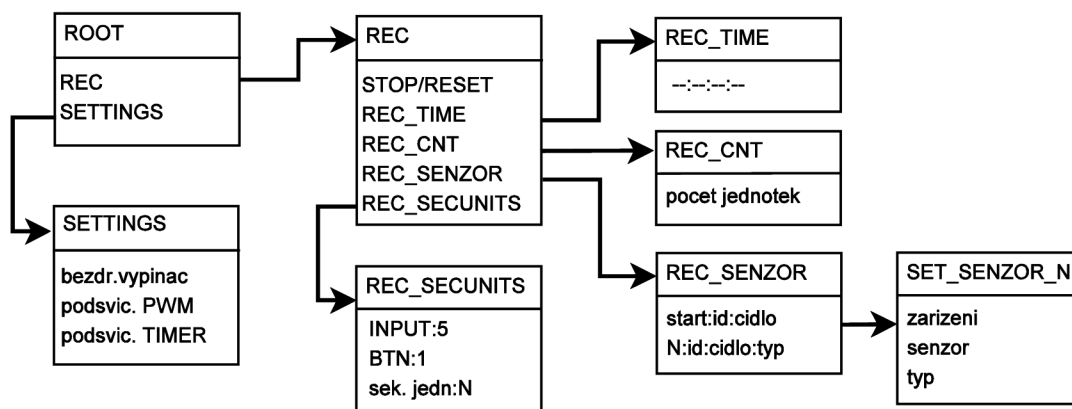 ROOT
REC
SETTINGS
REC
STOP/RESET
REC_TIME
REC_CNT
REC_SENZOR
REC_SECUNITS
REC_TIME
--:--:--:--
REC_CNT
pocet jednotek
SETTINGS
bezdr.vypinac
podsvic. PWM
podsvic. TIMER
REC_SECUNITS
INPUT:5
BTN:1
sek. jedn:N
REC_SENZOR
start:id:cidlo
N:id:cidlo:typ
SET_SENZOR_N
zarizeni
senzor
typ